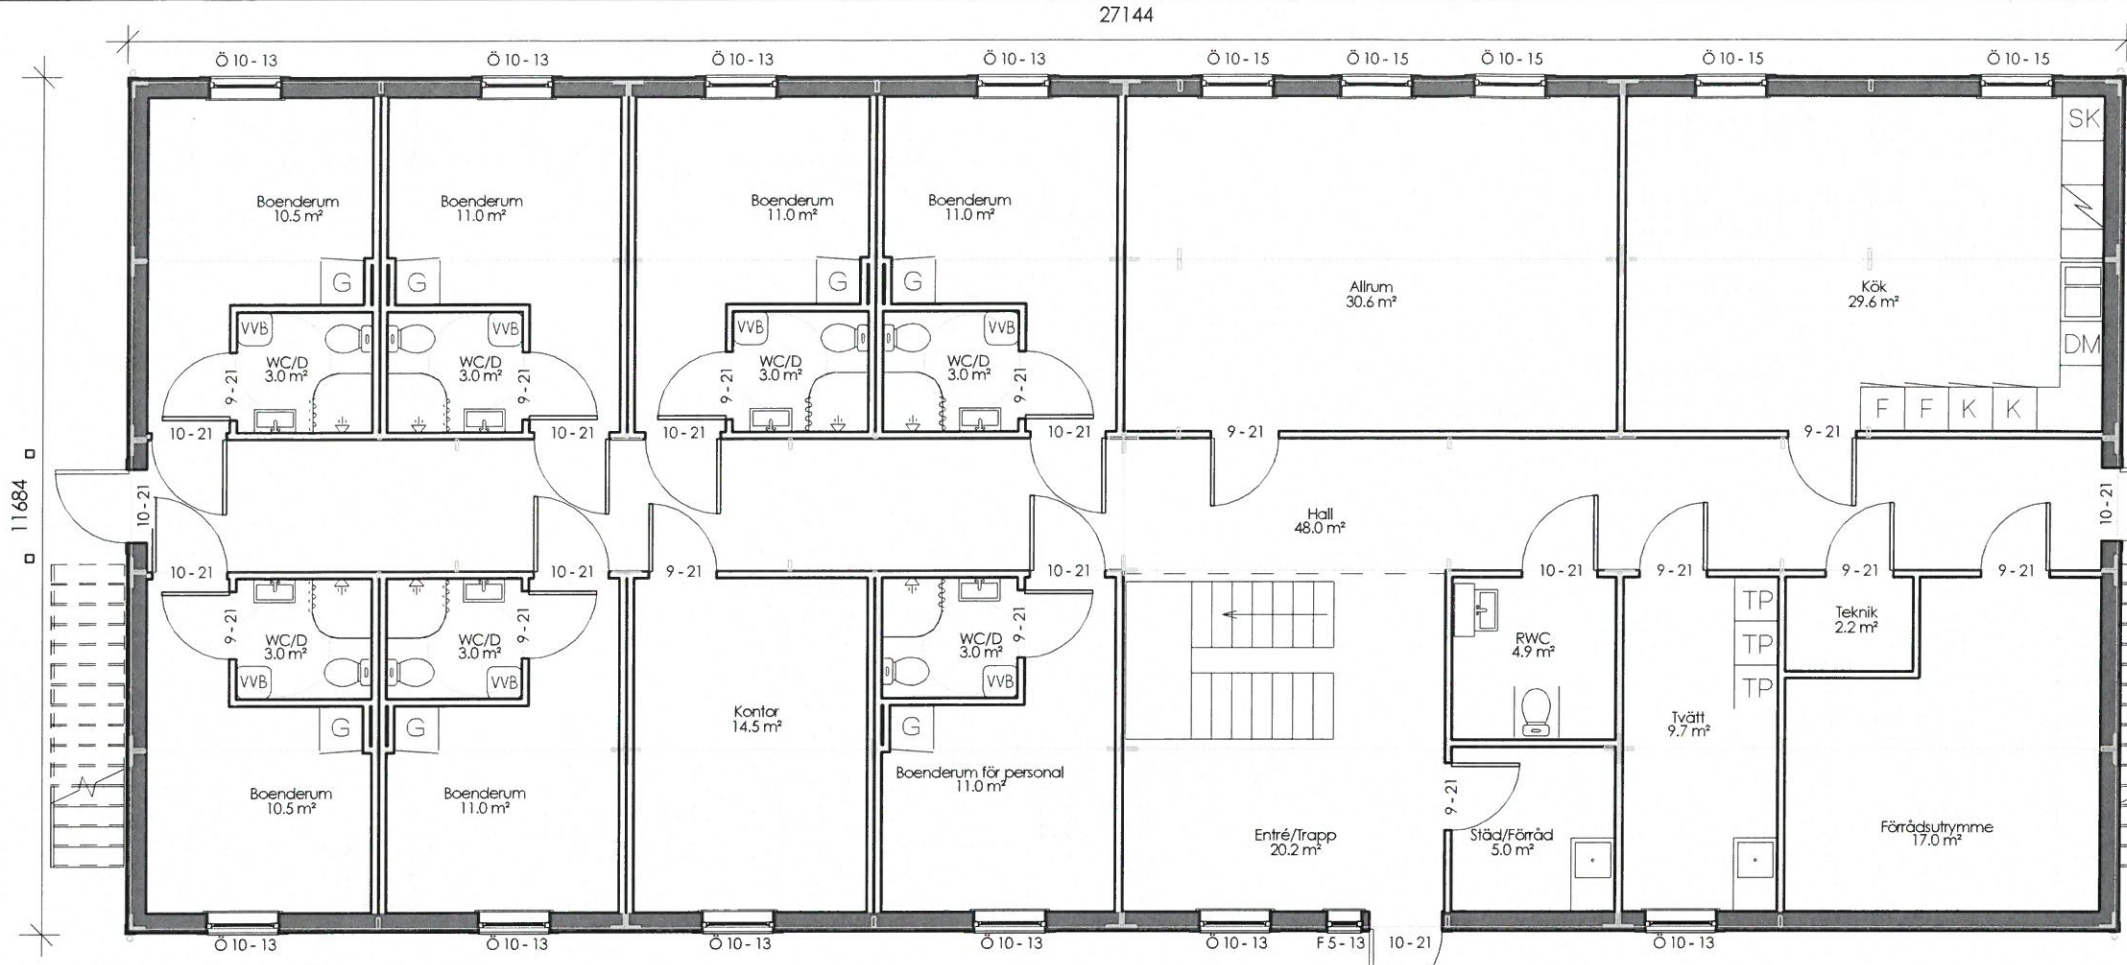 27144
Ö 10 - 13
Ö 10 - 13
Ö 10 - 13
Ö 10 - 13
Ö 10 - 15
Ö 10 - 15
Ö 10 - 15
Ö 10 - 15
Ö 10 - 15
SK
Boenderum
10.5 m²
Boenderum
11.0 m²
Boenderum
11.0 m²
Boenderum
11.0 m²
G
G
G
G
Allrum
30.6 m²
Kök
29.6 m²
VVB
VVB
VVB
VVB
DM
WC/D
3.0 m²
WC/D
3.0 m²
WC/D
3.0 m²
WC/D
3.0 m²
9 - 21
9 - 21
9 - 21
9 - 21
F
F
K
K
10 - 21
10 - 21
10 - 21
10 - 21
9 - 21
9 - 21
11684
10 - 21
Hall
48.0 m²
10 - 21
10 - 21
10 - 21
9 - 21
10 - 21
10 - 21
9 - 21
9 - 21
9 - 21
TP
TP
TP
Teknik
2.2 m²
9 - 21
9 - 21
9 - 21
WC/D
3.0 m²
WC/D
3.0 m²
WC/D
3.0 m²
RWC
4.9 m²
VVB
VVB
VVB
G
G
G
Kontor
14.5 m²
Tvätt
9.7 m²
Boenderum för personal
11.0 m²
Boenderum
10.5 m²
Boenderum
11.0 m²
9 - 21
Entré/Trapp
20.2 m²
Städ/Förråd
5.0 m²
Förrådsutrymme
17.0 m²
Ö 10 - 13
Ö 10 - 13
Ö 10 - 13
Ö 10 - 13
Ö 10 - 13
F 5 - 13
10 - 21
Ö 10 - 13